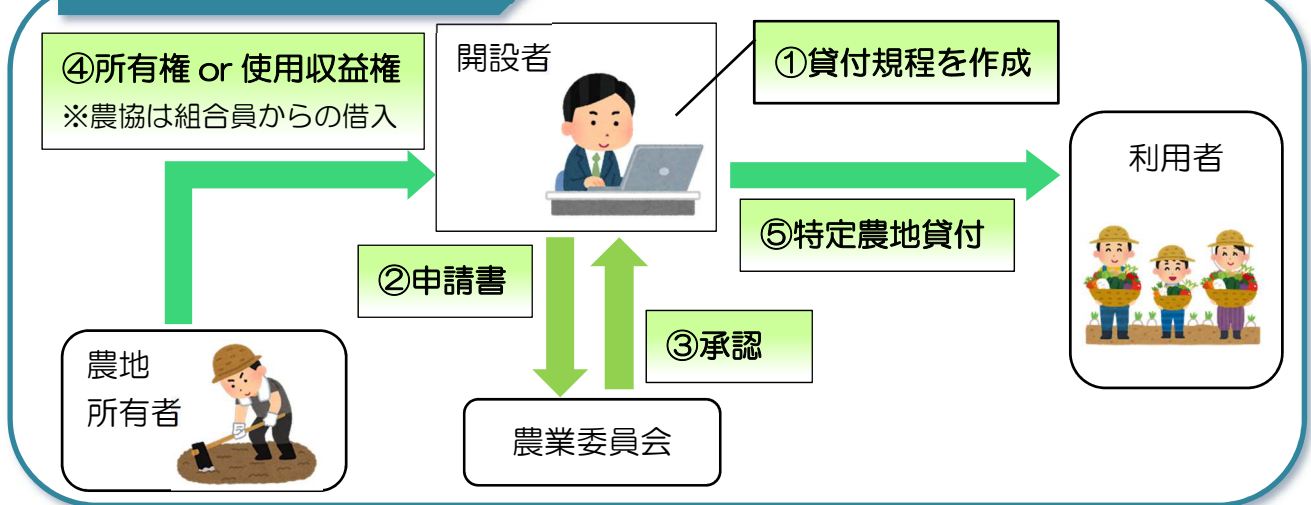 ④所有権 or 使用収益権
※農協は組合員からの借入
開設者
①貸付規程を作成
利用者
⑤特定農地貸付
②申請書
③承認
農地
所有者
農業委員会